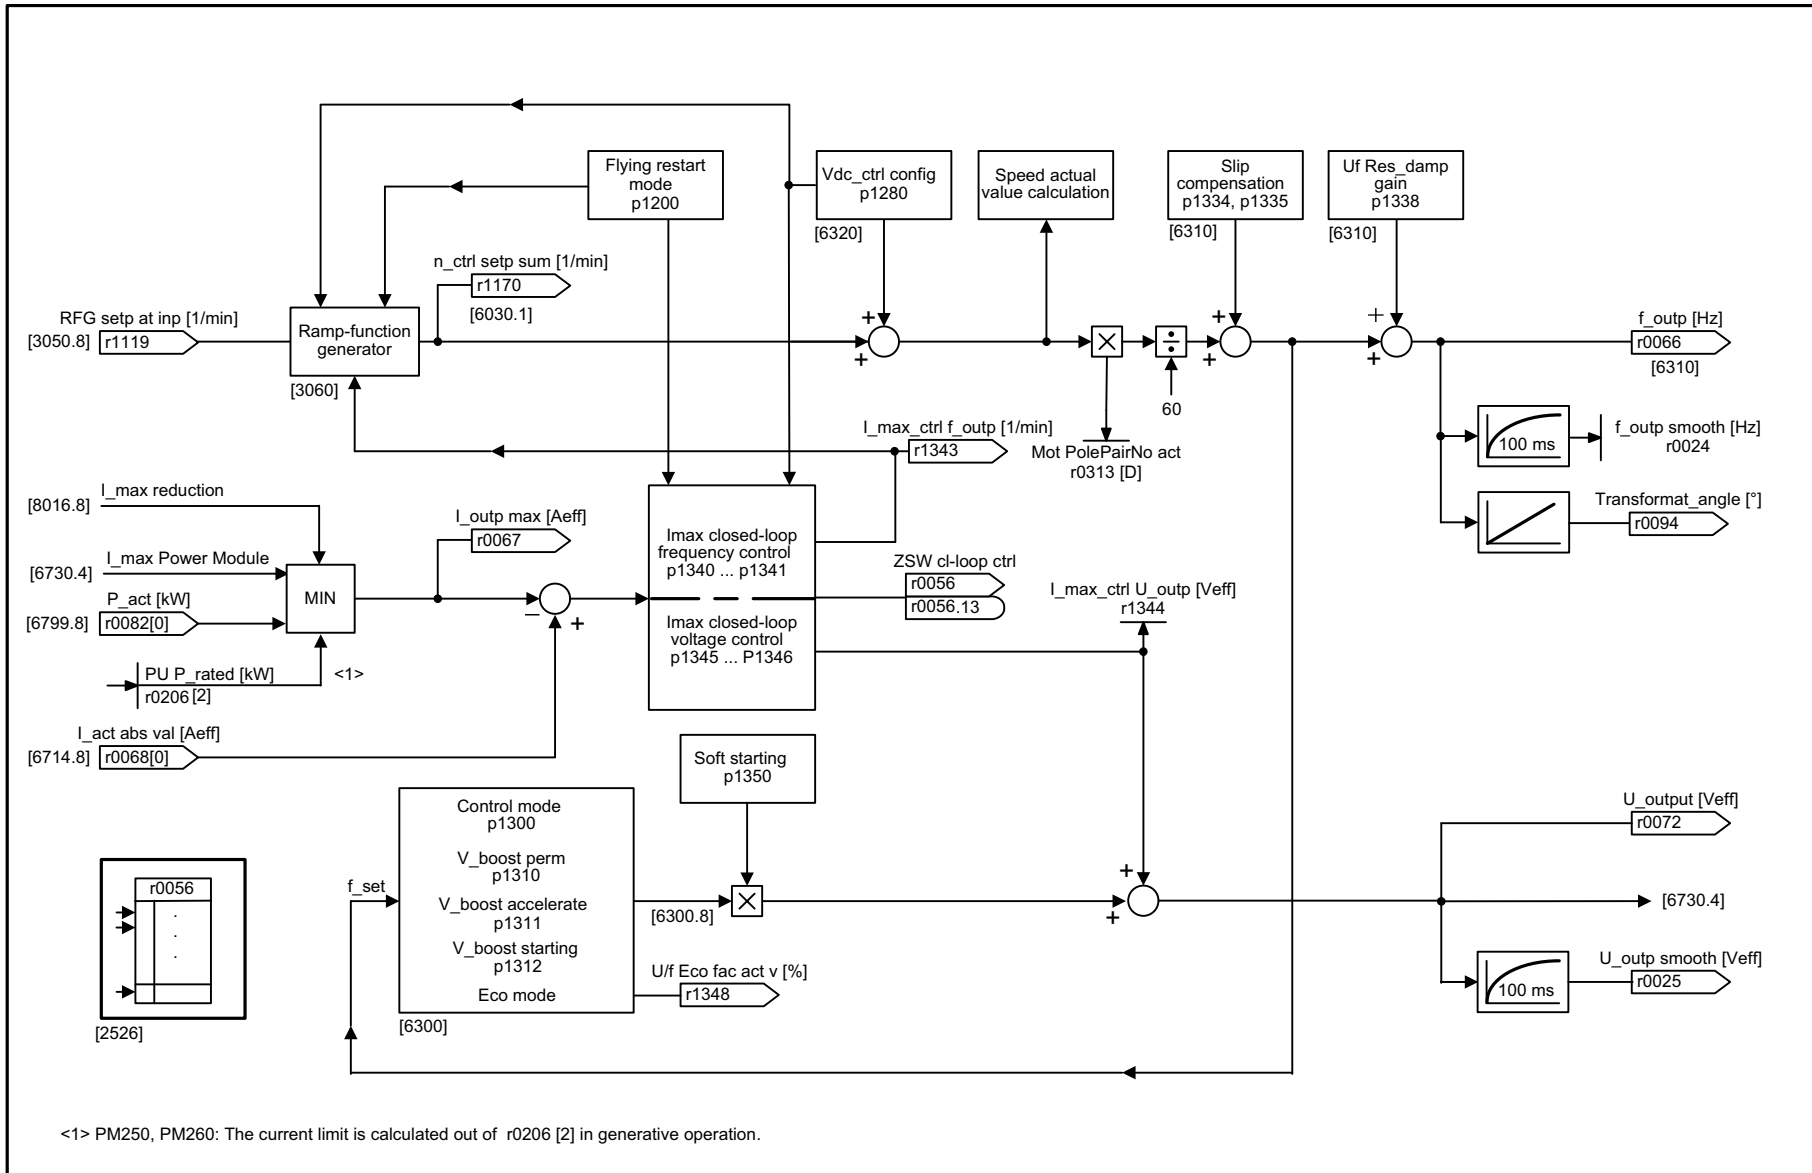 Flying restart
mode
p1200
Vdc_ctrl config
p1280
[6320]
Speed actual
value calculation
Slip
compensation
p1334, p1335
[6310]
Uf Res_damp
gain
p1338
[6310]
n_ctrl setp sum [1/min]
r1170
[6030.1]
RFG setp at inp [1/min]
[3050.8]
r1119
Ramp-function
generator
[3060]
+
+
×
÷
60
+
+
+
+
f_outp [Hz]
r0066
[6310]
I_max_ctrl f_outp [1/min]
r1343
Mot PolePairNo act
r0313 [D]
100 ms
f_outp smooth [Hz]
r0024
Transformat_angle [°]
r0094
I_max reduction
[8016.8]
I_max Power Module
[6730.4]
P_act [kW]
[6799.8]
r0082[0]
MIN
PU P_rated [kW]
r0206 [2]
<1>
I_outp max [Aeff]
r0067
−
+
I_act abs val [Aeff]
[6714.8]
r0068[0]
Imax closed-loop
frequency control
p1340 ... p1341
Imax closed-loop
voltage control
p1345 ... P1346
ZSW cl-loop ctrl
r0056
r0056.13
I_max_ctrl U_outp [Veff]
r1344
Soft starting
p1350
Control mode
p1300
V_boost perm
p1310
V_boost accelerate
p1311
V_boost starting
p1312
Eco mode
[6300]
f_set
[6300.8]
×
U/f Eco fac act v [%]
r1348
+
+
U_output [Veff]
r0072
[6730.4]
100 ms
U_outp smooth [Veff]
r0025
r0056
.
.
.
[2526]
<1> PM250, PM260: The current limit is calculated out of r0206 [2] in generative operation.